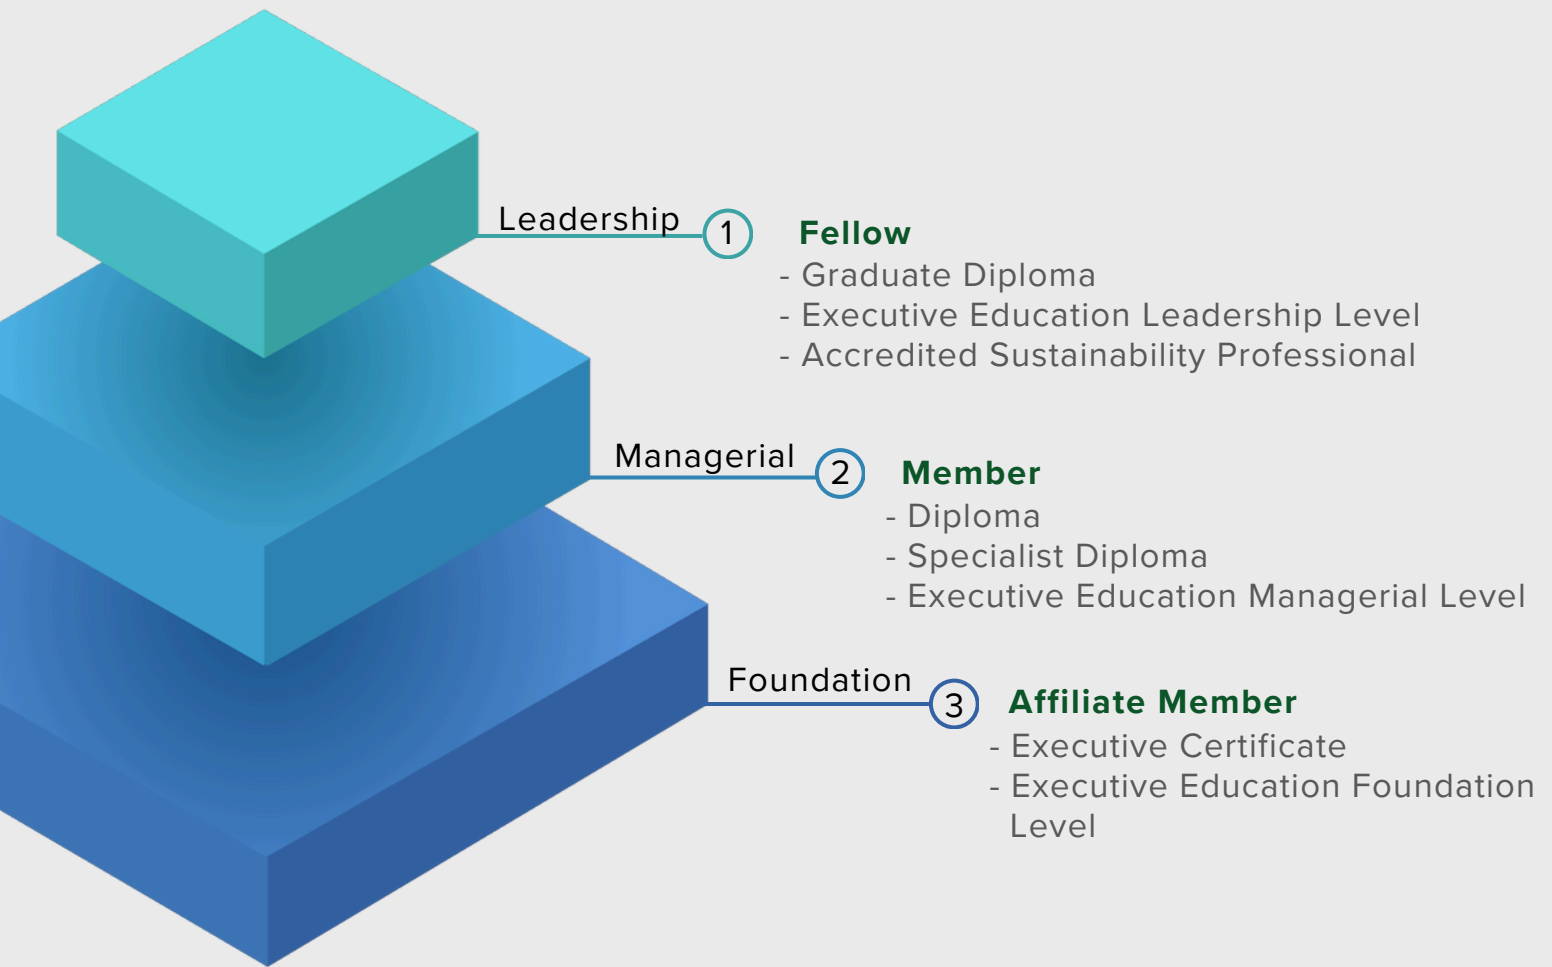 Leadership
1
Fellow
- Graduate Diploma
- Executive Education Leadership Level
- Accredited Sustainability Professional
Managerial
2
Member
- Diploma
- Specialist Diploma
- Executive Education Managerial Level
Foundation
3
Affiliate Member
- Executive Certificate
- Executive Education Foundation
Level